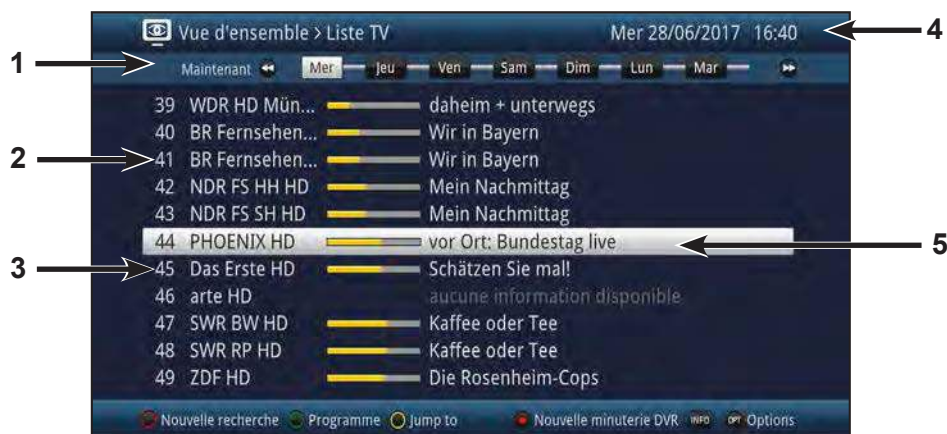 Vue d'ensemble > Liste TV Mer 28/06/2017 16:40
4
1
Maintenant Mer Jeu Ven Sam Dim Lun Mar
39 WDR HD Mün... daheim + unterwegs
40 BR Fernsehen... Wir in Bayern
2
41 BR Fernsehen... Wir in Bayern
42 NDR FS HH HD Mein Nachmittag
43 NDR FS SH HD Mein Nachmittag
44 PHOENIX HD vor Ort: Bundestag live
5
3
45 Das Erste HD Schätzen Sie mal!
46 arte HD aucune information disponible
47 SWR BW HD Kaffee oder Tee
48 SWR RP HD Kaffee oder Tee
49 ZDF HD Die Rosenheim-Cops
Nouvelle recherche Programme Jump to Nouvelle minuterie DVR INFO OPT Options